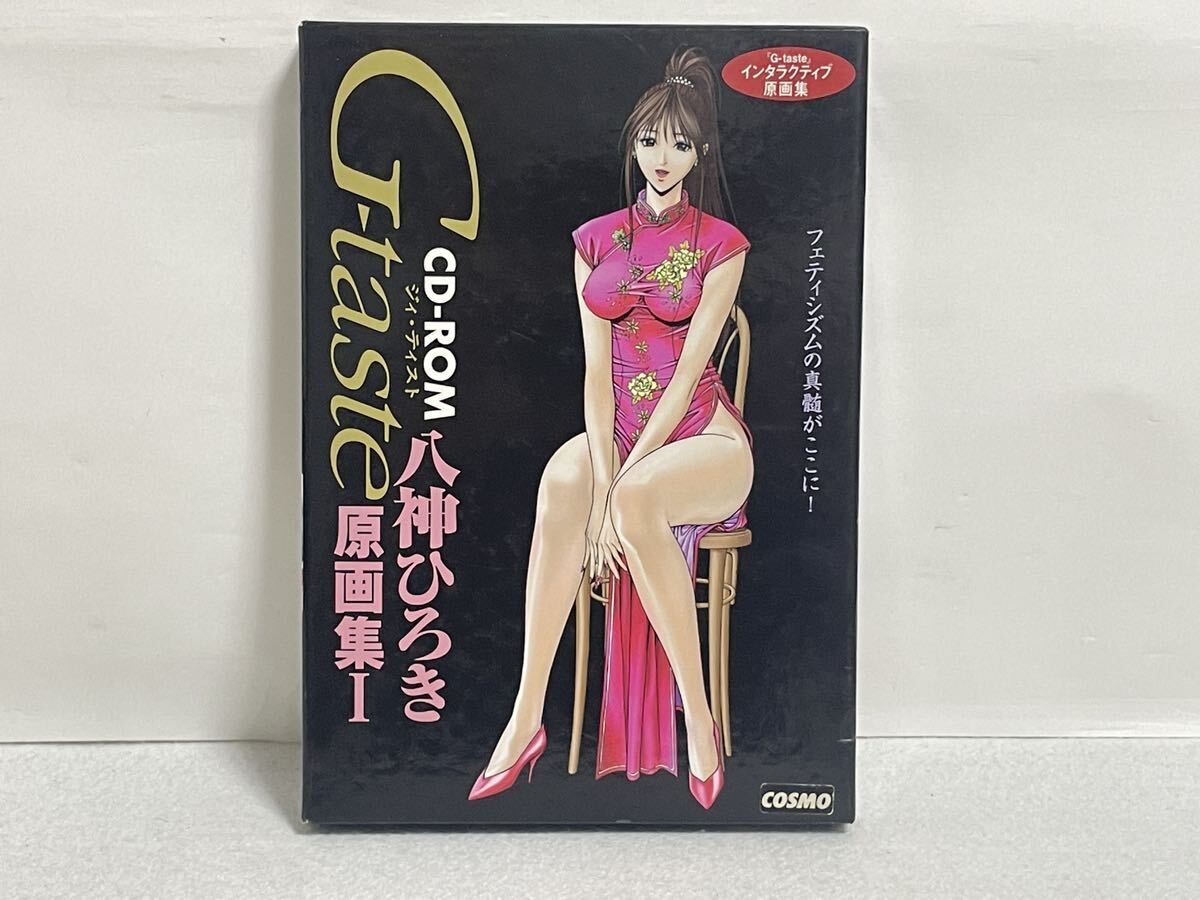 G-taste
CD-ROM
ジィ・テイスト
八神ひろき
原画集I
「G-taste」
インタラクティブ
原画集
フェティシズムの真髄がここに!
COSMO